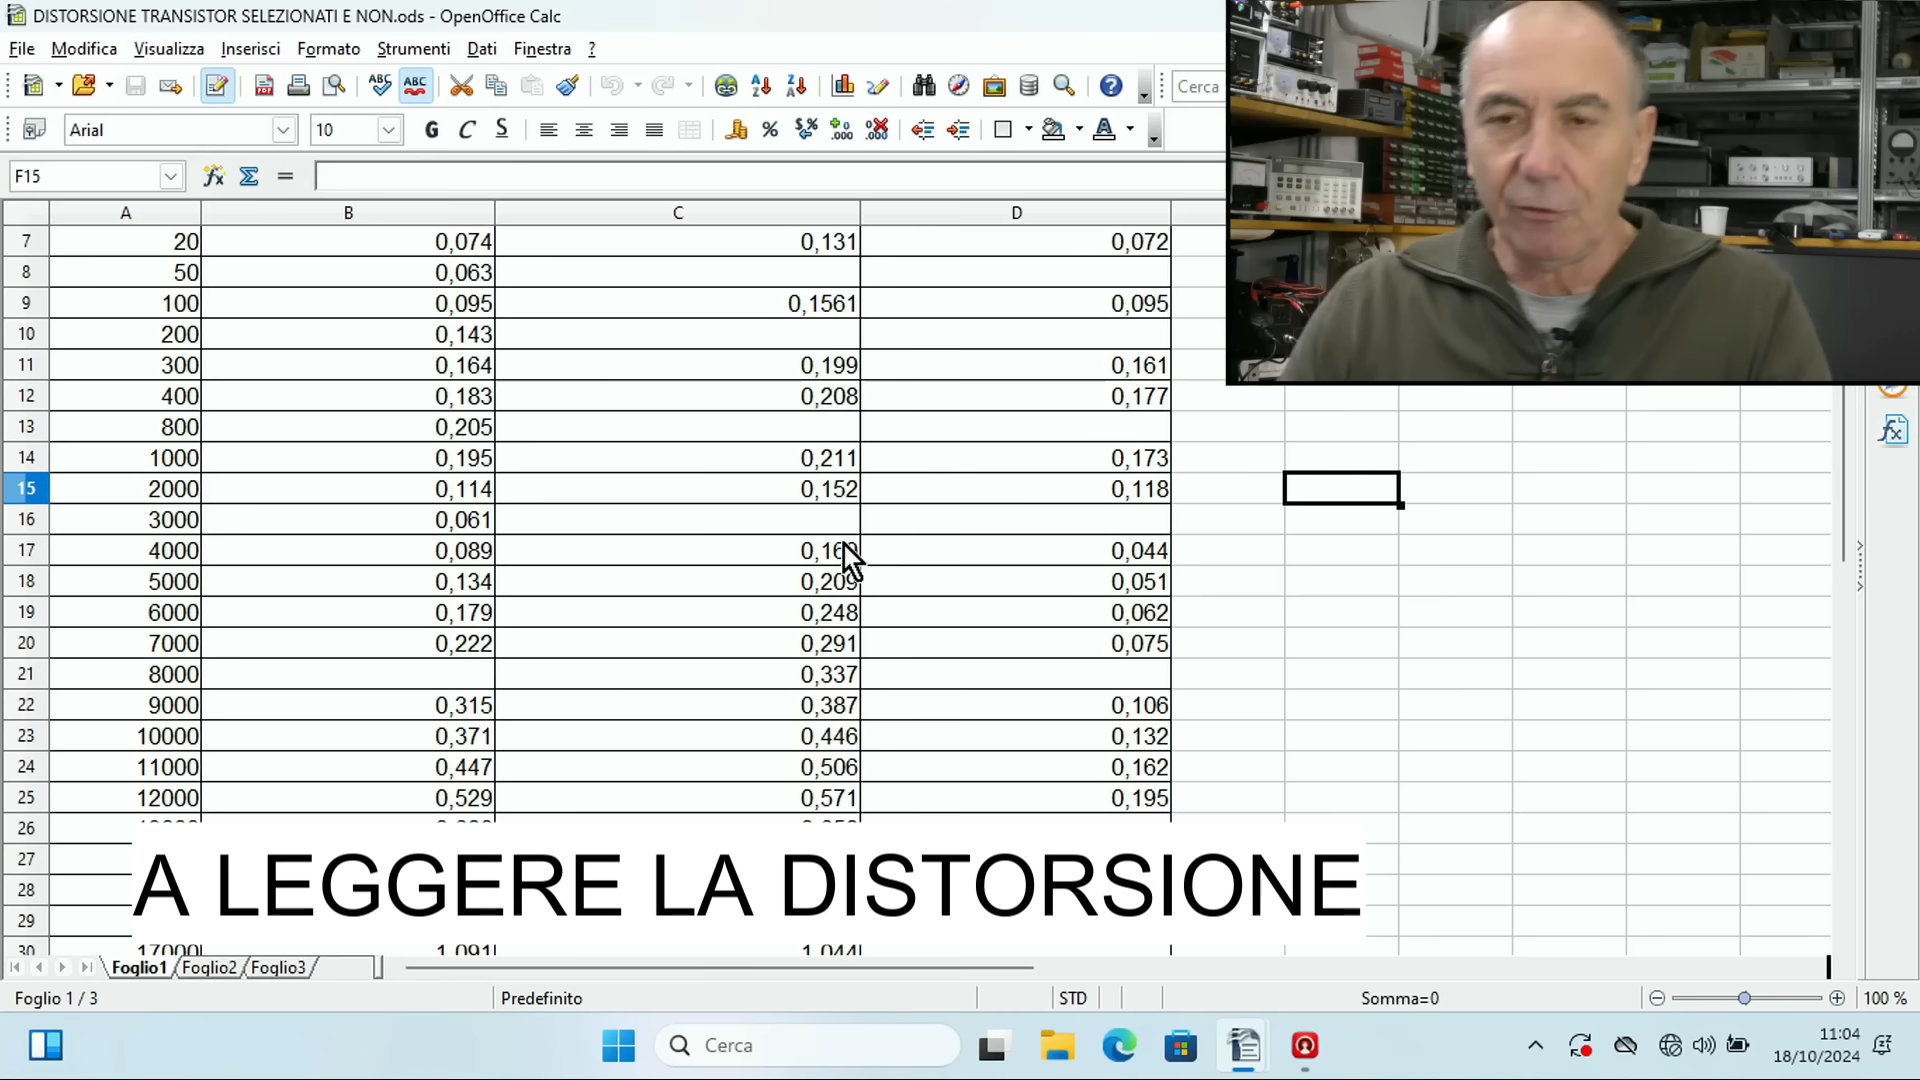 DISTORSIONE TRANSISTOR SELEZIONATI E NON.ods - OpenOffice Calc
File Modifica Visualizza Inserisci Formato Strumenti Dati Finestra ?
Cerca
Arial 10 G C S
F15
A B C D
7 20 0,074 0,131 0,072
8 50 0,063
9 100 0,095 0,1561 0,095
10 200 0,143
11 300 0,164 0,199 0,161
12 400 0,183 0,208 0,177
13 800 0,205
14 1000 0,195 0,211 0,173
15 2000 0,114 0,152 0,118
16 3000 0,061
17 4000 0,089 0,044
18 5000 0,134 0,209 0,051
19 6000 0,179 0,248 0,062
20 7000 0,222 0,291 0,075
21 8000 0,337
22 9000 0,315 0,387 0,106
23 10000 0,371 0,446 0,132
24 11000 0,447 0,506 0,162
25 12000 0,529 0,571 0,195
26
27
28
29
30 17000 1,091 1,044
A LEGGERE LA DISTORSIONE
Foglio1 Foglio2 Foglio3
Foglio 1 / 3 Predefinito STD Somma=0 100 %
Cerca
11:04
18/10/2024